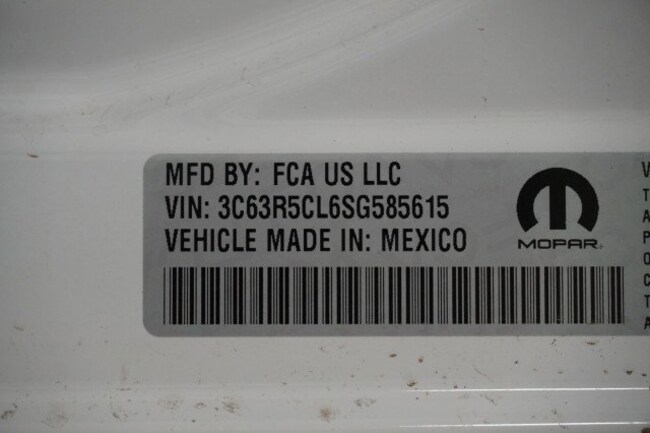 MFD BY: FCA US LLC
VIN: 3C63R5CL6SG585615
VEHICLE MADE IN: MEXICO
MOPAR
V
T
A
P
O
C
T
A